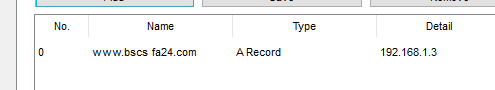 No. Name Type Detail
0 www.bscs fa24.com A Record 192.168.1.3